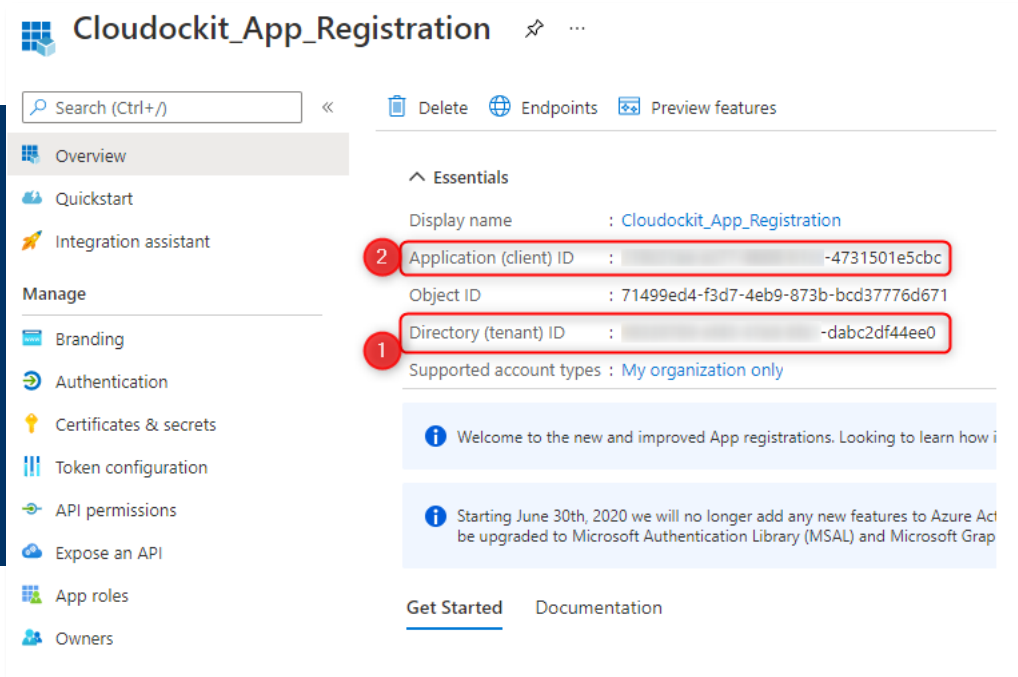 Cloudockit_App_Registration
Search (Ctrl+/)
«
Delete
Endpoints
Preview features
Overview
Quickstart
Integration assistant
Manage
Branding
Authentication
Certificates & secrets
Token configuration
API permissions
Expose an API
App roles
Owners
Essentials
Display name : Cloudockit_App_Registration
2 Application (client) ID : -4731501e5cbc
Object ID : 71499ed4-f3d7-4eb9-873b-bcd37776d671
1 Directory (tenant) ID : -dabc2df44ee0
Supported account types : My organization only
Welcome to the new and improved App registrations. Looking to learn how i
Starting June 30th, 2020 we will no longer add any new features to Azure Act
be upgraded to Microsoft Authentication Library (MSAL) and Microsoft Grap
Get Started Documentation